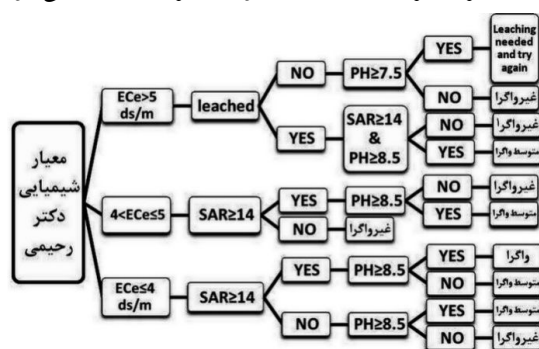 معیار
شیمیایی
دکتر
رحیمی
ECe>5
ds/m
leached
NO
PH≥7.5
YES
Leaching
needed
and try
again
NO
غیرواگرا
YES
SAR≥14
&
PH≥8.5
NO
غیرواگرا
YES
متوسط واگرا
4<ECe≤5
SAR≥14
YES
PH≥8.5
NO
غیرواگرا
YES
متوسط واگرا
NO
غیرواگرا
ECe≤4
ds/m
SAR≥14
YES
PH≥8.5
YES
واگرا
NO
متوسط واگرا
NO
PH≥8.5
YES
متوسط واگرا
NO
غیرواگرا